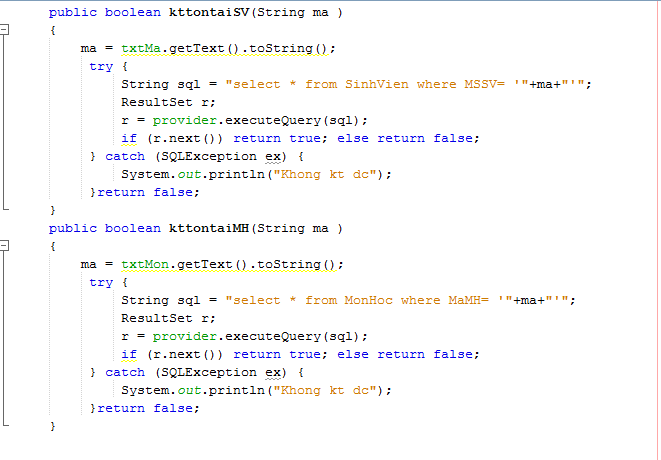 public boolean kttontaiSV(String ma )
{
ma = txtMa.getText().toString();
try {
String sql = "select * from SinhVien where MSSV= '"+ma+"'";
ResultSet r;
r = provider.executeQuery(sql);
if (r.next()) return true; else return false;
} catch (SQLException ex) {
System.out.println("Khong kt dc");
}return false;
}
public boolean kttontaiMH(String ma )
{
ma = txtMon.getText().toString();
try {
String sql = "select * from MonHoc where MaMH= '"+ma+"'";
ResultSet r;
r = provider.executeQuery(sql);
if (r.next()) return true; else return false;
} catch (SQLException ex) {
System.out.println("Khong kt dc");
}return false;
}